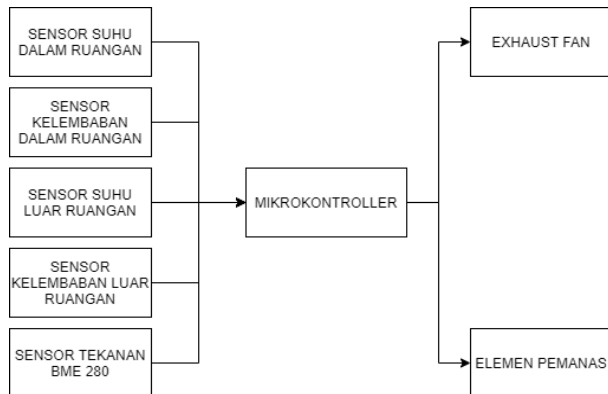 SENSOR SUHU
DALAM RUANGAN
SENSOR
KELEMBABAN
DALAM RUANGAN
SENSOR SUHU
LUAR RUANGAN
SENSOR
KELEMBABAN LUAR
RUANGAN
SENSOR TEKANAN
BME 280
MIKROKONTROLLER
EXHAUST FAN
ELEMEN PEMANAS